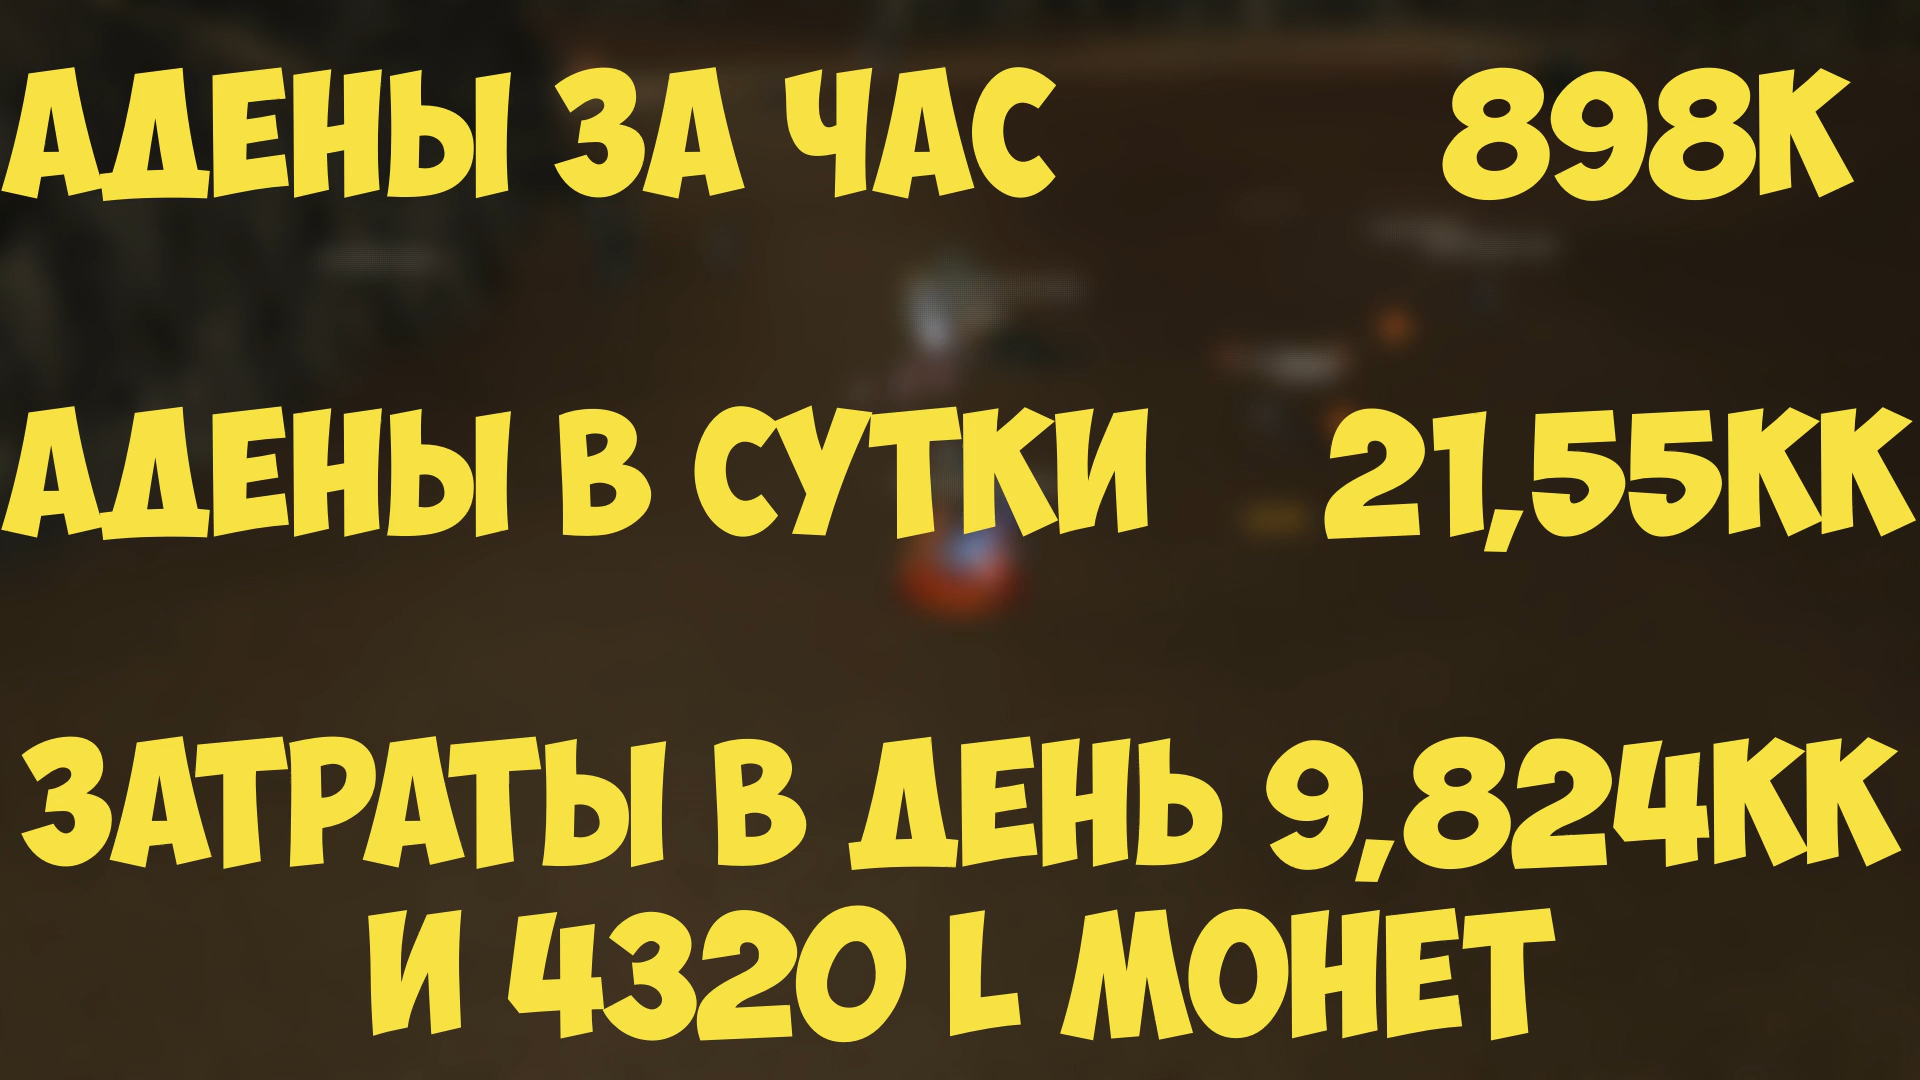 АДЕНЫ ЗА ЧАС 898К
АДЕНЫ В СУТКИ 21,55КК
ЗАТРАТЫ В ДЕНЬ 9,824КК
И 4320 L МОНЕТ